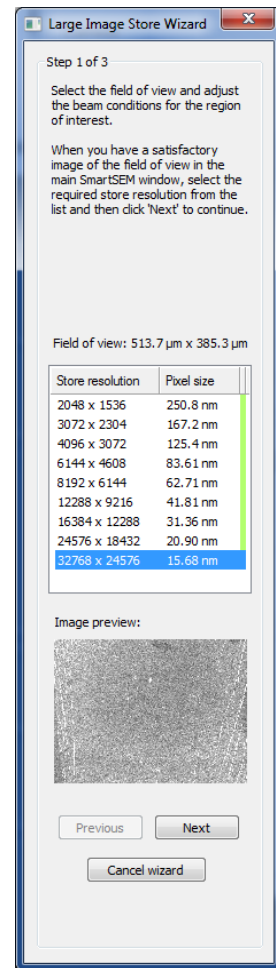 Large Image Store Wizard
Step 1 of 3
Select the field of view and adjust
the beam conditions for the region
of interest.
When you have a satisfactory
image of the field of view in the
main SmartSEM window, select the
required store resolution from the
list and then click 'Next' to continue.
Field of view: 513.7 µm x 385.3 µm
Store resolution Pixel size
2048 x 1536 250.8 nm
3072 x 2304 167.2 nm
4096 x 3072 125.4 nm
6144 x 4608 83.61 nm
8192 x 6144 62.71 nm
12288 x 9216 41.81 nm
16384 x 12288 31.36 nm
24576 x 18432 20.90 nm
32768 x 24576 15.68 nm
Image preview:
Previous Next
Cancel wizard